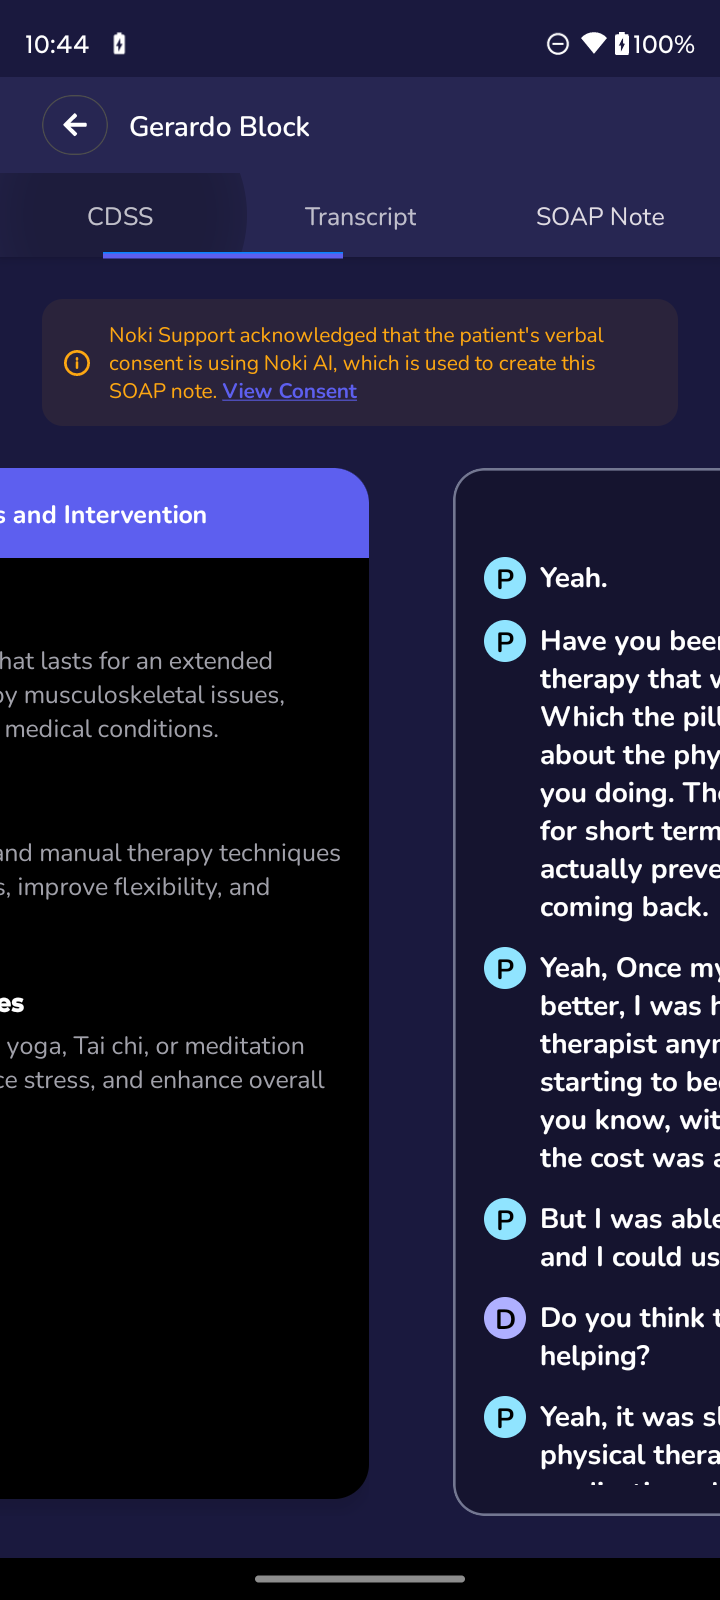 10:44
100%
Gerardo Block
CDSS
Transcript
SOAP Note
Noki Support acknowledged that the patient's verbal
consent is using Noki AI, which is used to create this
SOAP note. View Consent
s and Intervention
hat lasts for an extended
by musculoskeletal issues,
medical conditions.
and manual therapy techniques
s, improve flexibility, and
es
yoga, Tai chi, or meditation
ce stress, and enhance overall
P
Yeah.
P
Have you been
therapy that w
Which the pill
about the phy
you doing. The
for short term
actually preve
coming back.
P
Yeah, Once my
better, I was h
therapist anym
starting to be
you know, wit
the cost was a
P
But I was able
and I could us
D
Do you think t
helping?
P
Yeah, it was sl
physical thera